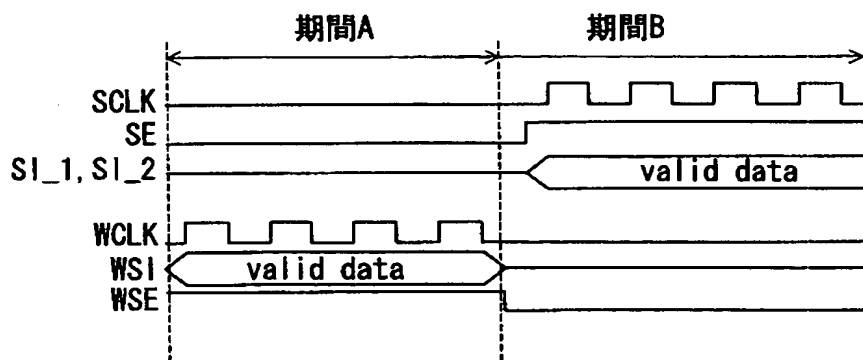 期間A 期間B
SCLK
SE
SI_1, SI_2 valid data
WCLK
WSI valid data
WSE